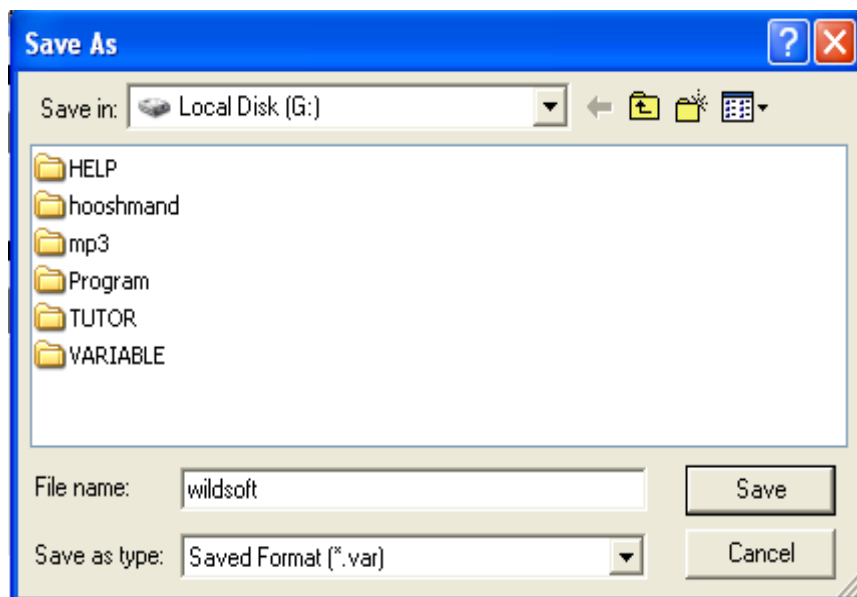 Save As
Save in: Local Disk (G:)
HELP
hooshmand
mp3
Program
TUTOR
VARIABLE
File name: wildsoft Save
Save as type: Saved Format (*.var) Cancel